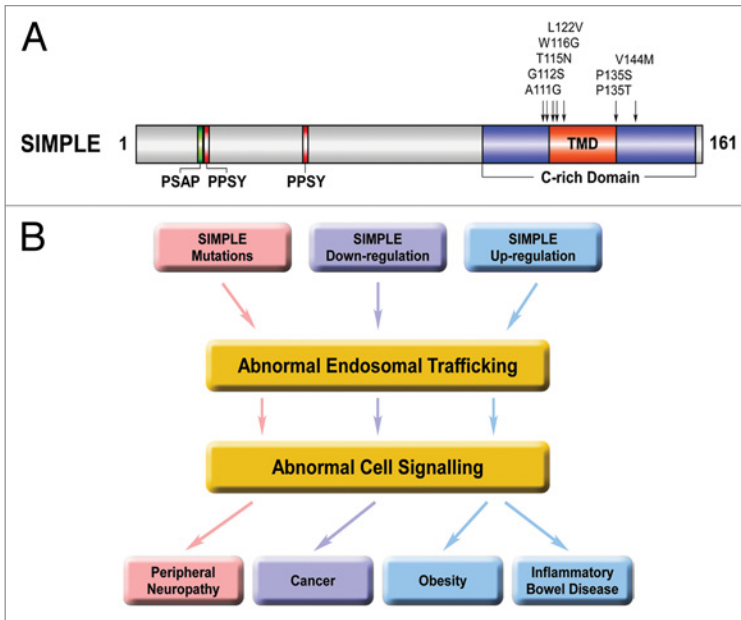 A
L122V
W116G
T115N
V144M
G112S
P135S
A111G
P135T
SIMPLE 1
TMD
161
PSAP
PPSY
PPSY
C-rich Domain
B
SIMPLE
Mutations
SIMPLE
Down-regulation
SIMPLE
Up-regulation
Abnormal Endosomal Trafficking
Abnormal Cell Signalling
Peripheral
Neuropathy
Cancer
Obesity
Inflammatory
Bowel Disease